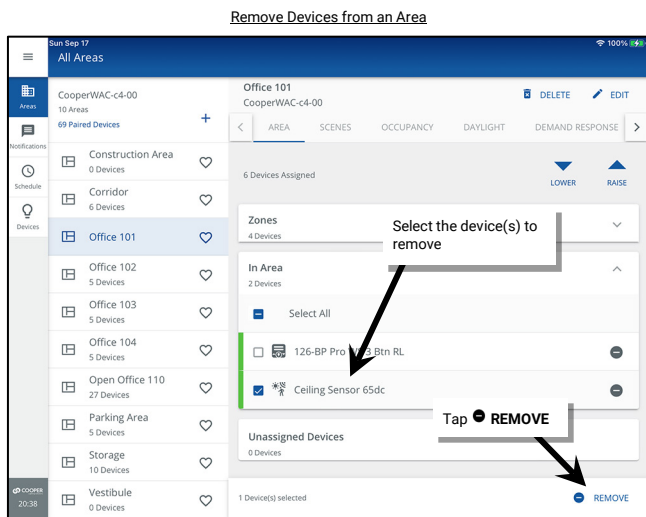 Remove Devices from an Area
Sun Sep 17
100%
All Areas
Areas
Notifications
Schedule
Devices
COOPER
20:38
CooperWAC-c4-00
10 Areas
69 Paired Devices
+
Construction Area
0 Devices
Corridor
6 Devices
Office 101
Office 102
5 Devices
Office 103
5 Devices
Office 104
5 Devices
Open Office 110
27 Devices
Parking Area
5 Devices
Storage
10 Devices
Vestibule
0 Devices
Office 101
CooperWAC-c4-00
DELETE
EDIT
AREA SCENES OCCUPANCY DAYLIGHT DEMAND RESPONSE
6 Devices Assigned
LOWER
RAISE
Zones
4 Devices
Select the device(s) to
remove
In Area
2 Devices
Select All
126-BP Pro 3 Btn RL
Ceiling Sensor 65dc
Tap REMOVE
Unassigned Devices
0 Devices
1 Device(s) selected
REMOVE